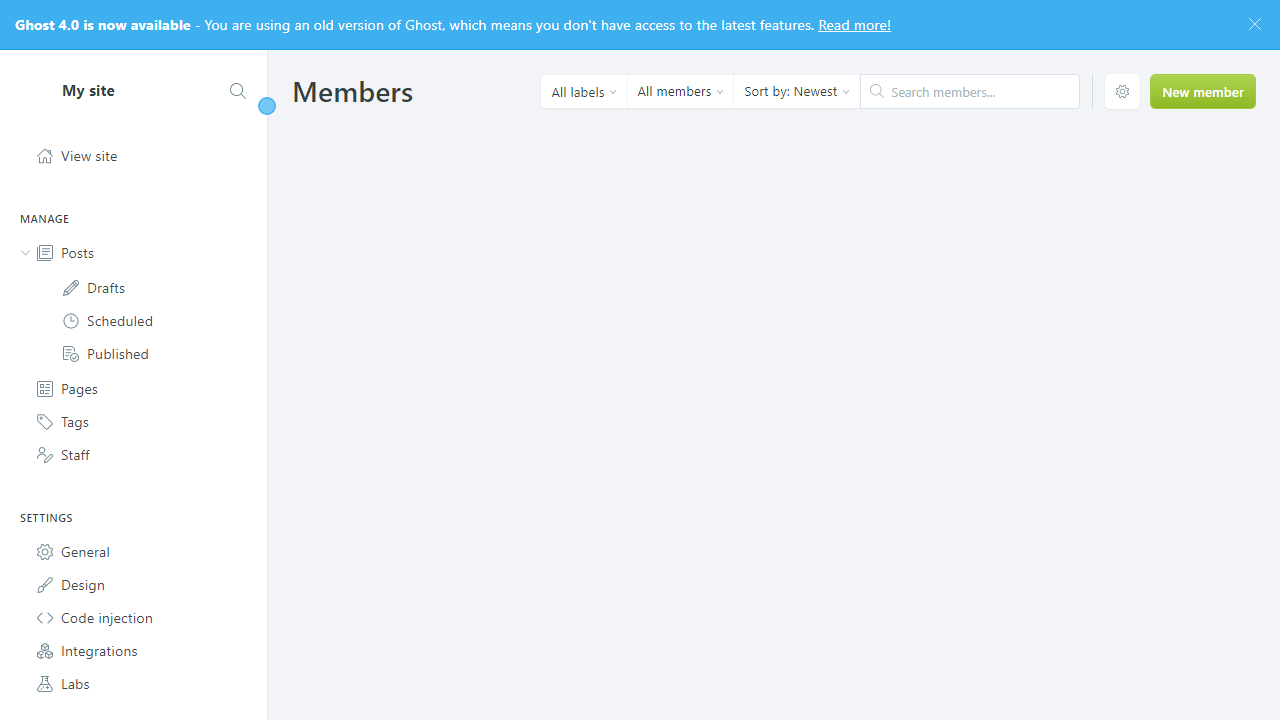 Ghost 4.0 is now available - You are using an old version of Ghost, which means you don't have access to the latest features. Read more!
My site
Members
All labels
All members
Sort by: Newest
Search members...
New member
View site
MANAGE
Posts
Drafts
Scheduled
Published
Pages
Tags
Staff
SETTINGS
General
Design
Code injection
Integrations
Labs